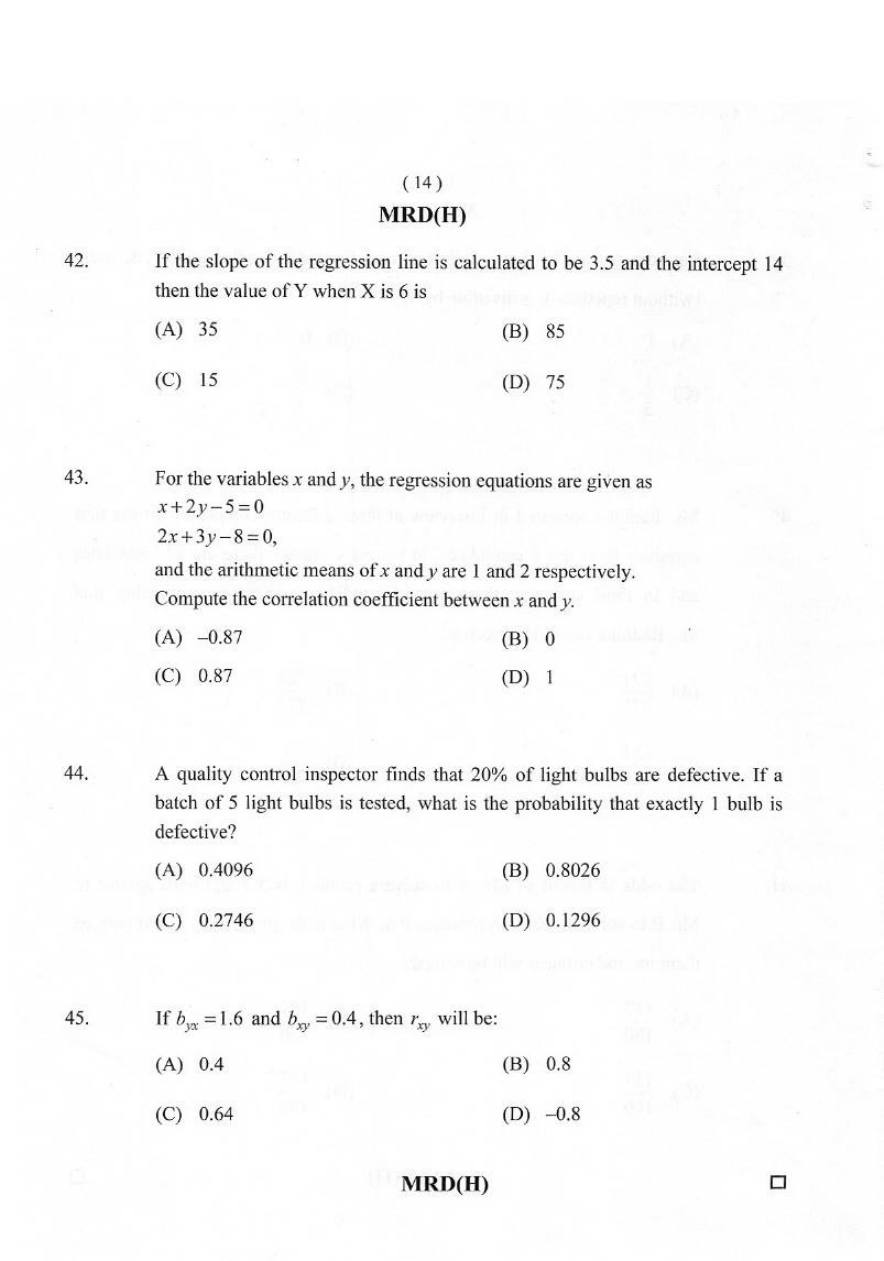 ( 14 )
MRD(H)
42. If the slope of the regression line is calculated to be 3.5 and the intercept 14
then the value of Y when X is 6 is
(A) 35 (B) 85
(C) 15 (D) 75
43. For the variables x and y, the regression equations are given as
x+2y−5=0
2x+3y−8=0,
and the arithmetic means of x and y are 1 and 2 respectively.
Compute the correlation coefficient between x and y.
(A) –0.87 (B) 0
(C) 0.87 (D) 1
44. A quality control inspector finds that 20% of light bulbs are defective. If a
batch of 5 light bulbs is tested, what is the probability that exactly 1 bulb is
defective?
(A) 0.4096 (B) 0.8026
(C) 0.2746 (D) 0.1296
45. If b_yx = 1.6 and b_xy = 0.4, then r_xy will be:
(A) 0.4 (B) 0.8
(C) 0.64 (D) –0.8
MRD(H)